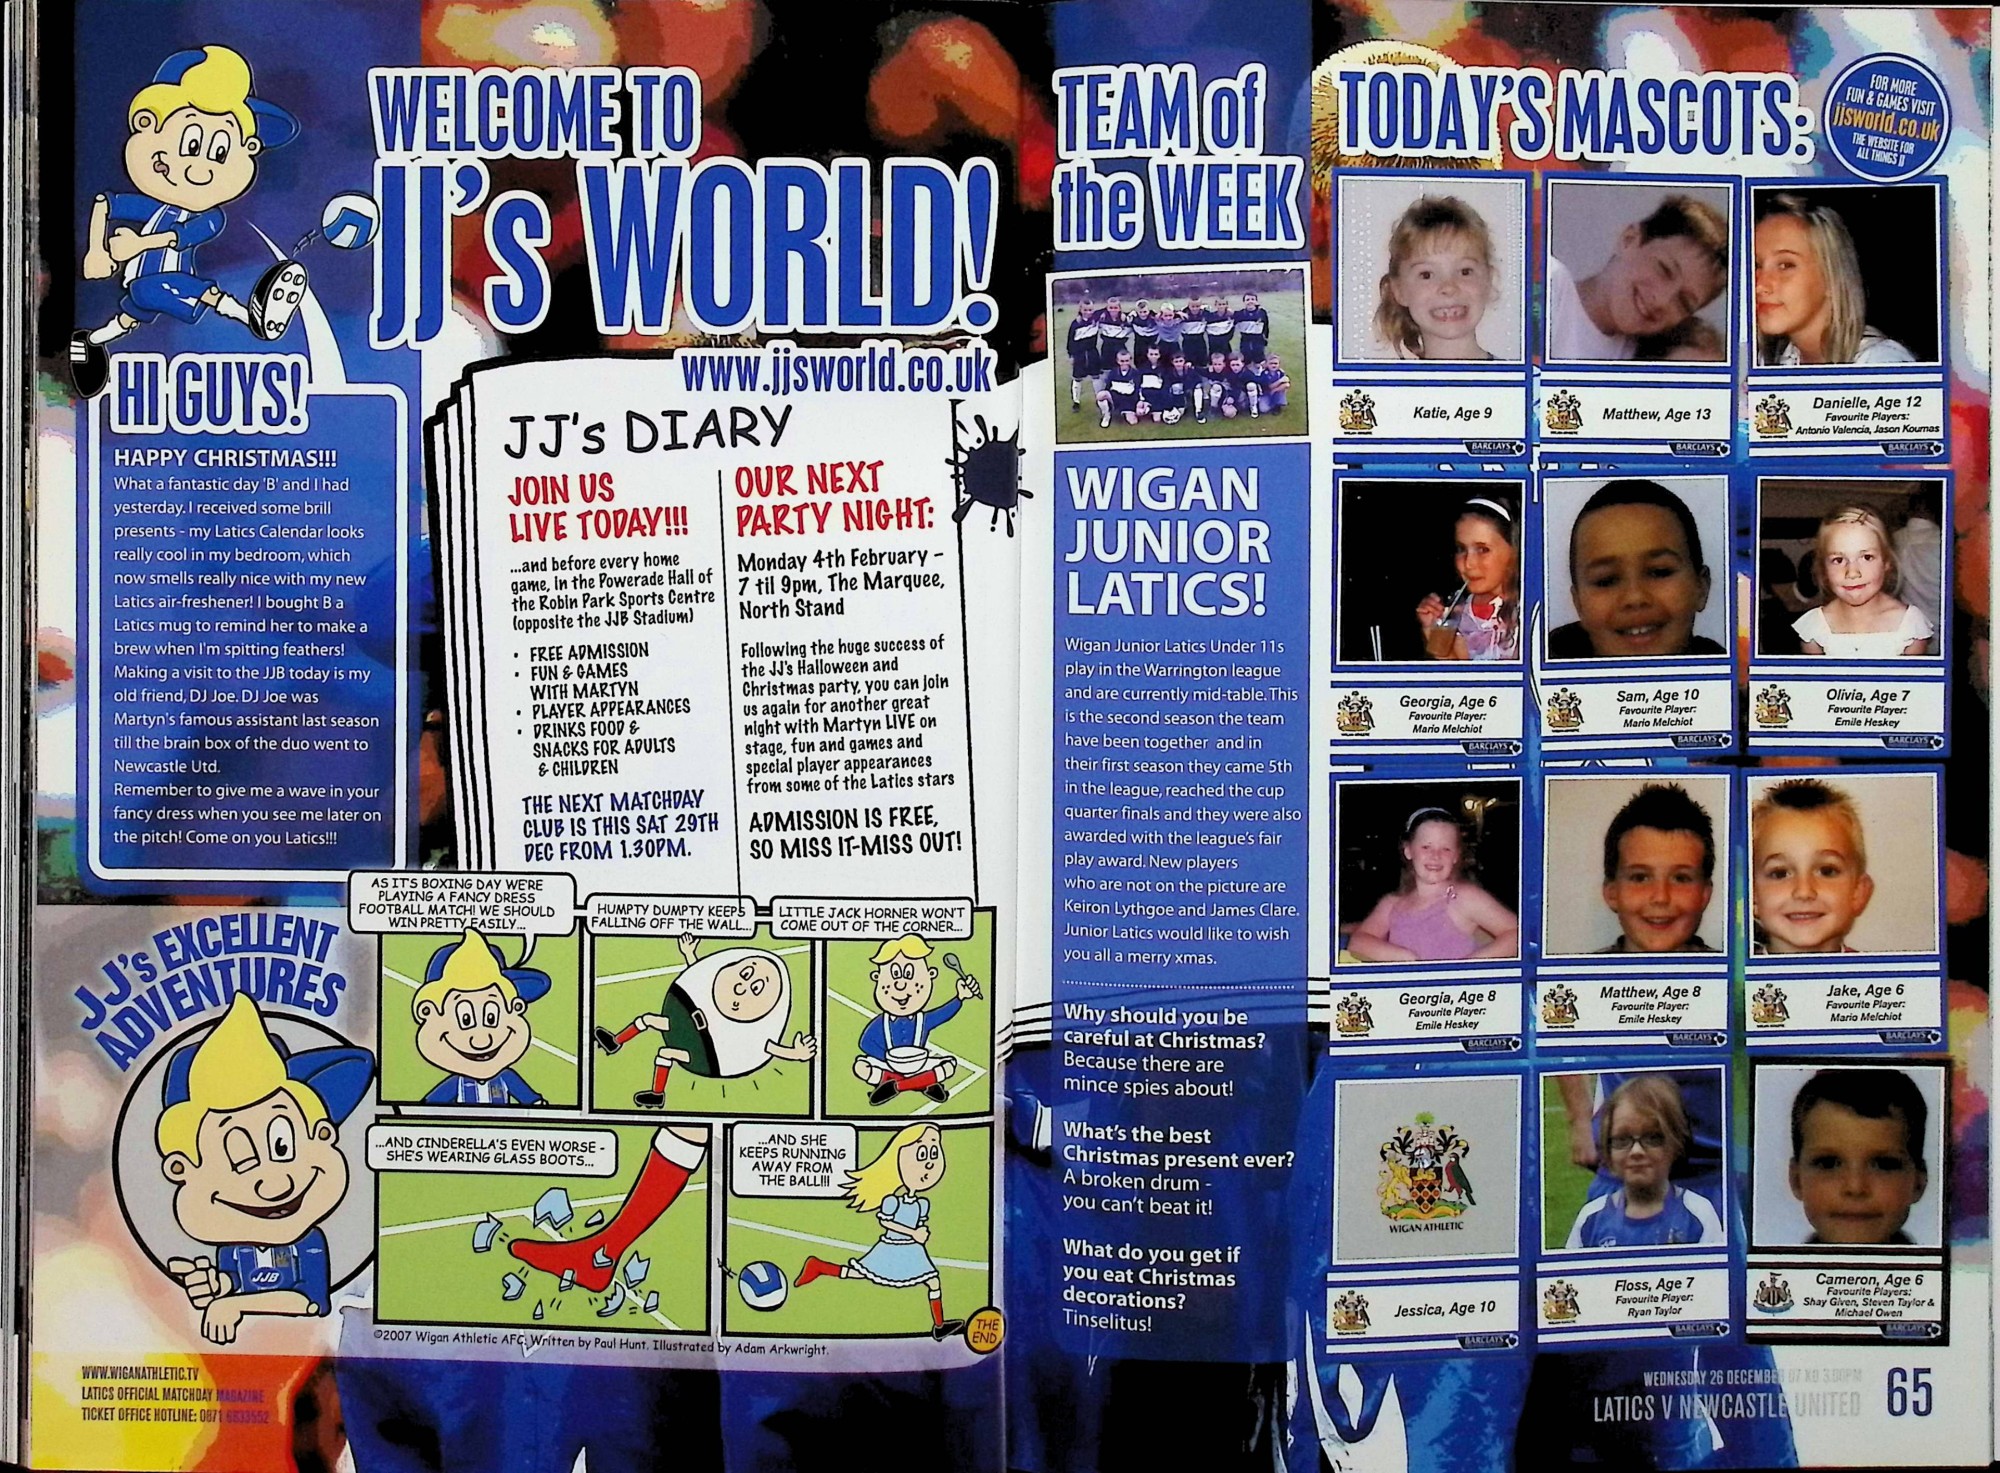 WELCOME TO
JJ's WORLD!
www.jjsworld.co.uk
HI GUYS!
HAPPY CHRISTMAS!!!
What a fantastic day 'B' and I had
yesterday. I received some brill
presents - my Latics Calendar looks
really cool in my bedroom, which
now smells really nice with my new
Latics air-freshener! I bought B a
Latics mug to remind her to make a
brew when I'm spitting feathers!
Making a visit to the JJB today is my
old friend, DJ Joe. DJ Joe was
Martyn's famous assistant last season
till the brain box of the duo went to
Newcastle Utd.
Remember to give me a wave in your
fancy dress when you see me later on
the pitch! Come on you Latics!!!
JJ's DIARY
JOIN US
LIVE TODAY!!!
...and before every home
game, in the Powerade Hall of
the Robin Park Sports Centre
(opposite the JJB Stadium)
• FREE ADMISSION
• FUN & GAMES
WITH MARTYN
• PLAYER APPEARANCES
• DRINKS FOOD &
SNACKS FOR ADULTS
& CHILDREN
THE NEXT MATCHDAY
CLUB IS THIS SAT 29TH
DEC FROM 1.30PM.
OUR NEXT
PARTY NIGHT:
Monday 4th February -
7 til 9pm, The Marquee,
North Stand
Following the huge success of
the JJ's Halloween and
Christmas party, you can join
us again for another great
night with Martyn LIVE on
stage, fun and games and
special player appearances
from some of the Latics stars
ADMISSION IS FREE,
SO MISS IT-MISS OUT!
JJ's EXCELLENT
ADVENTURES
JJB
AS IT'S BOXING DAY WE'RE
PLAYING A FANCY DRESS
FOOTBALL MATCH! WE SHOULD
WIN PRETTY EASILY...
HUMPTY DUMPTY KEEPS
FALLING OFF THE WALL...
LITTLE JACK HORNER WON'T
COME OUT OF THE CORNER...
...AND CINDERELLA'S EVEN WORSE -
SHE'S WEARING GLASS BOOTS...
...AND SHE
KEEPS RUNNING
AWAY FROM
THE BALL!!!
THE
END
©2007 Wigan Athletic AFC. Written by Paul Hunt. Illustrated by Adam Arkwright.
WWW.WIGANATHLETIC.TV
LATICS OFFICIAL MATCHDAY MAGAZINE
TICKET OFFICE HOTLINE: 0871 6633552
TEAM of
the WEEK
WIGAN
JUNIOR
LATICS!
Wigan Junior Latics Under 11s
play in the Warrington league
and are currently mid-table. This
is the second season the team
have been together and in
their first season they came 5th
in the league, reached the cup
quarter finals and they were also
awarded with the league's fair
play award. New players
who are not on the picture are
Keiron Lythgoe and James Clare.
Junior Latics would like to wish
you all a merry xmas.
Why should you be
careful at Christmas?
Because there are
mince spies about!
What's the best
Christmas present ever?
A broken drum -
you can't beat it!
What do you get if
you eat Christmas
decorations?
Tinselitus!
TODAY'S MASCOTS:
FOR MORE
FUN & GAMES VISIT
jjsworld.co.uk
THE WEBSITE FOR
ALL THINGS JJ
Katie, Age 9
BARCLAYS
Matthew, Age 13
BARCLAYS
Danielle, Age 12
Favourite Players:
Antonio Valencia, Jason Koumas
BARCLAYS
Georgia, Age 6
Favourite Player:
Mario Melchiot
BARCLAYS
Sam, Age 10
Favourite Player:
Mario Melchiot
BARCLAYS
Olivia, Age 7
Favourite Player:
Emile Heskey
BARCLAYS
Georgia, Age 8
Favourite Player:
Emile Heskey
BARCLAYS
Matthew, Age 8
Favourite Player:
Emile Heskey
BARCLAYS
Jake, Age 6
Favourite Player:
Mario Melchiot
BARCLAYS
WIGAN ATHLETIC
Jessica, Age 10
BARCLAYS
Floss, Age 7
Favourite Player:
Ryan Taylor
BARCLAYS
Cameron, Age 6
Favourite Players:
Shay Given, Steven Taylor &
Michael Owen
BARCLAYS
WEDNESDAY 26 DECEMBER 07 KO 3.00PM
LATICS V NEWCASTLE UNITED
65